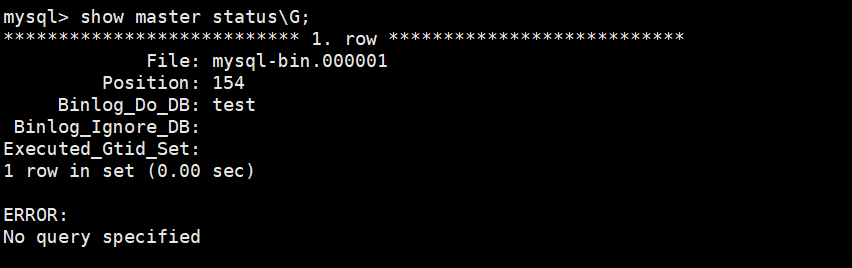 mysql> show master status\G;
*************************** 1. row ***************************
File: mysql-bin.000001
Position: 154
Binlog_Do_DB: test
Binlog_Ignore_DB:
Executed_Gtid_Set:
1 row in set (0.00 sec)
ERROR:
No query specified